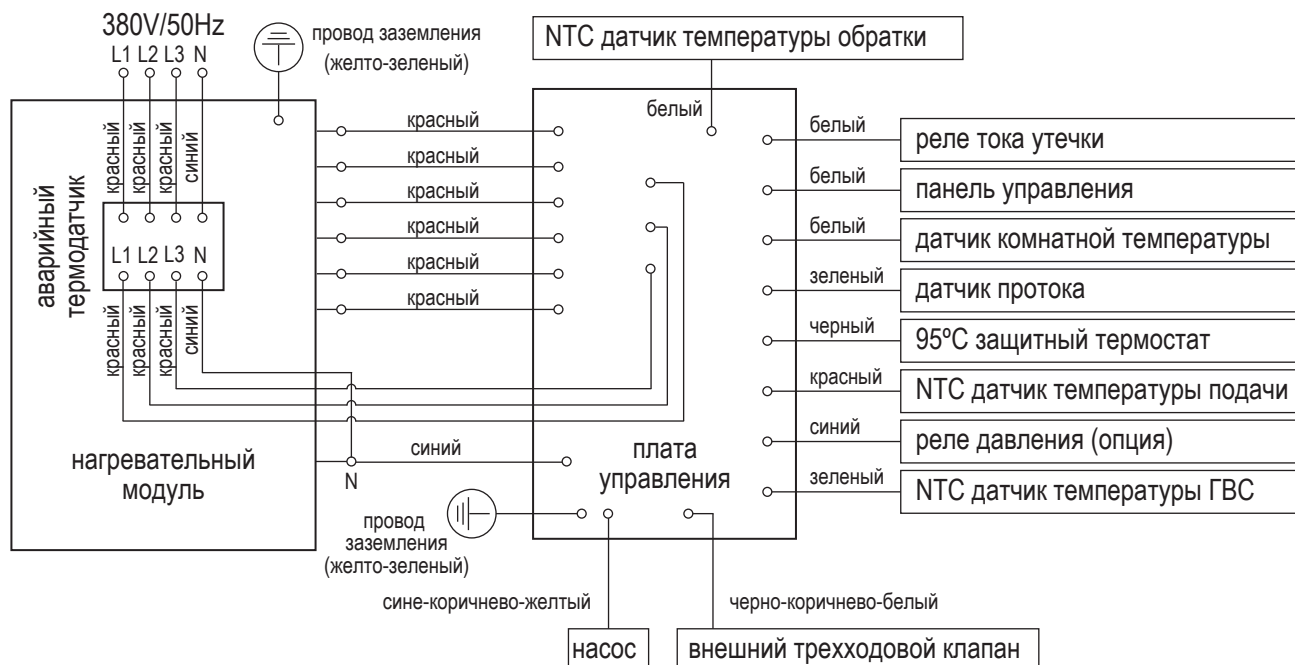 380V/50Hz
L1 L2 L3 N
провод заземления
(желто-зеленый)
NTC датчик температуры обратки
белый
красный
красный
красный
синий
аварийный
термодатчик
L1 L2 L3 N
красный
красный
красный
синий
красный
красный
красный
красный
красный
красный
белый
реле тока утечки
белый
панель управления
белый
датчик комнатной температуры
зеленый
датчик протока
черный
95ºC защитный термостат
красный
NTC датчик температуры подачи
синий
реле давления (опция)
зеленый
NTC датчик температуры ГВС
нагревательный
модуль
N
синий
плата
управления
провод
заземления
(желто-зеленый)
сине-коричнево-желтый
черно-коричнево-белый
насос
внешний трехходовой клапан